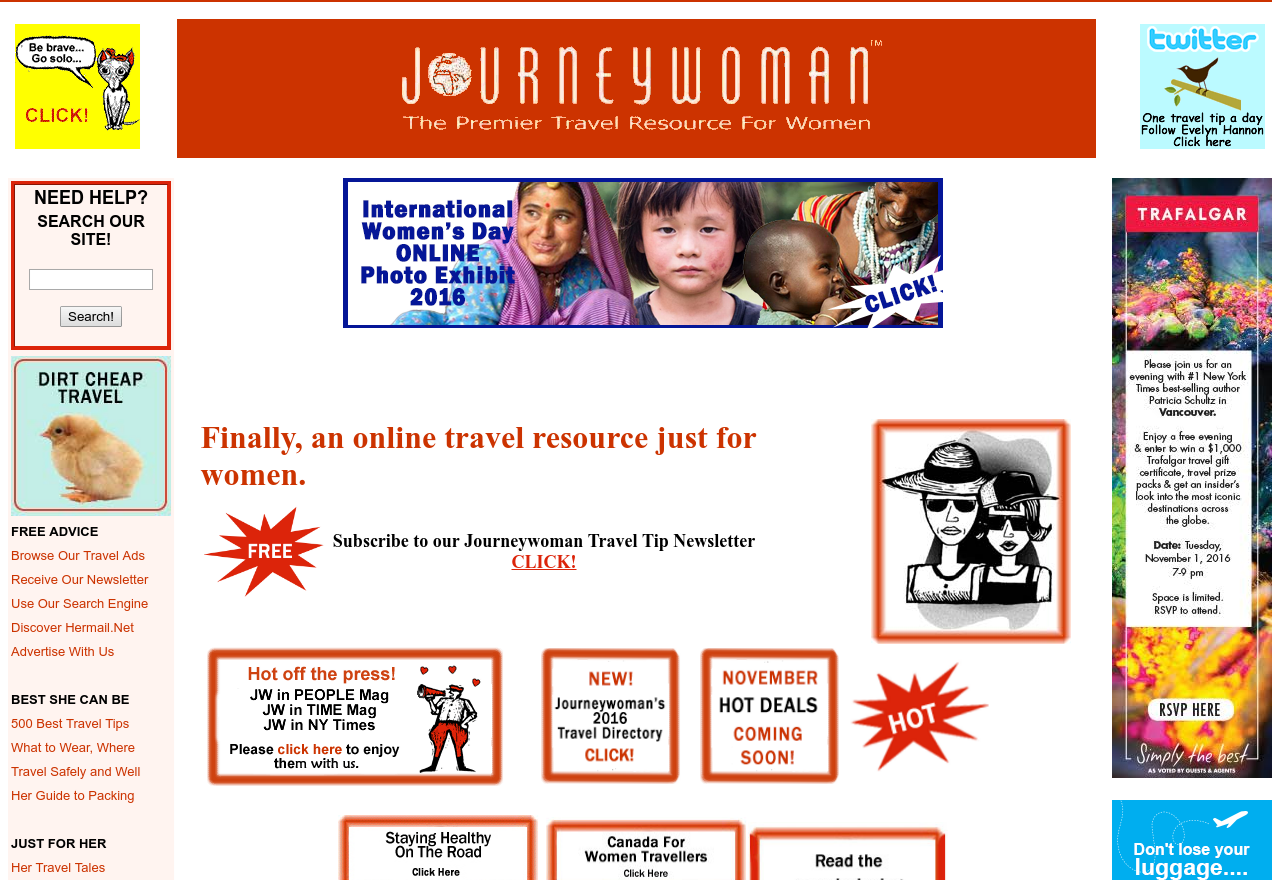 Be brave...
Go solo...
CLICK!
JOURNEYWOMAN™
The Premier Travel Resource For Women
twitter
One travel tip a day
Follow Evelyn Hannon
Click here
NEED HELP?
SEARCH OUR
SITE!
Search!
DIRT CHEAP
TRAVEL
FREE ADVICE
Browse Our Travel Ads
Receive Our Newsletter
Use Our Search Engine
Discover Hermail.Net
Advertise With Us
BEST SHE CAN BE
500 Best Travel Tips
What to Wear, Where
Travel Safely and Well
Her Guide to Packing
JUST FOR HER
Her Travel Tales
International
Women's Day
ONLINE
Photo Exhibit
2016
CLICK!
Finally, an online travel resource just for
women.
FREE
Subscribe to our Journeywoman Travel Tip Newsletter
CLICK!
Hot off the press!
JW in PEOPLE Mag
JW in TIME Mag
JW in NY Times
Please click here to enjoy
them with us.
NEW!
Journeywoman's
2016
Travel Directory
CLICK!
NOVEMBER
HOT DEALS
COMING
SOON!
HOT
Staying Healthy
On The Road
Click Here
Canada For
Women Travellers
Click Here
Read the
TRAFALGAR
Please join us for an
evening with #1 New York
Times best-selling author
Patricia Schultz in
Vancouver.
Enjoy a free evening
& enter to win a $1,000
Trafalgar travel gift
certificate, travel prize
packs & get an insider's
look into the most iconic
destinations across
the globe.
Date: Tuesday,
November 1, 2016
7-9 pm
Space is limited.
RSVP to attend.
RSVP HERE
Simply the best
AS VOTED BY GUESTS & AGENTS
Don't lose your
luggage....